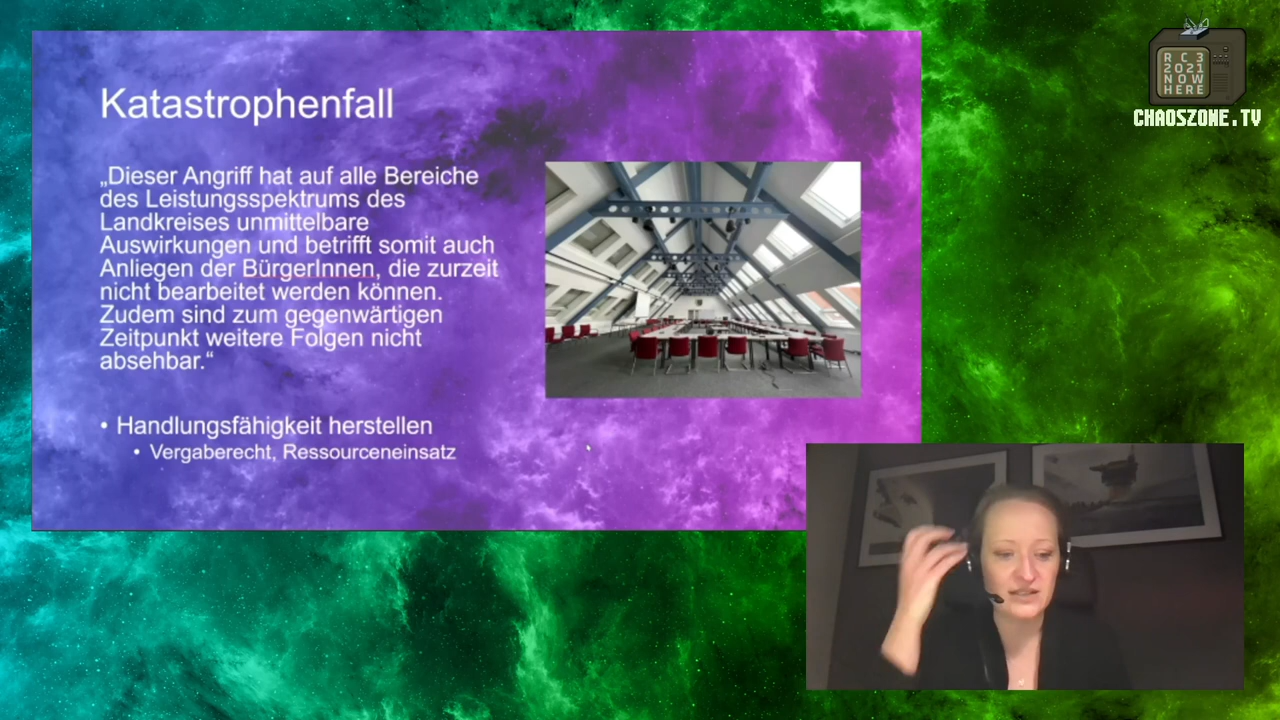 Katastrophenfall
„Dieser Angriff hat auf alle Bereiche
des Leistungsspektrums des
Landkreises unmittelbare
Auswirkungen und betrifft somit auch
Anliegen der BürgerInnen, die zurzeit
nicht bearbeitet werden können.
Zudem sind zum gegenwärtigen
Zeitpunkt weitere Folgen nicht
absehbar.“
• Handlungsfähigkeit herstellen
• Vergaberecht, Ressourceneinsatz
R C 3
2021
NOW
HERE
CHAOSZONE.TV